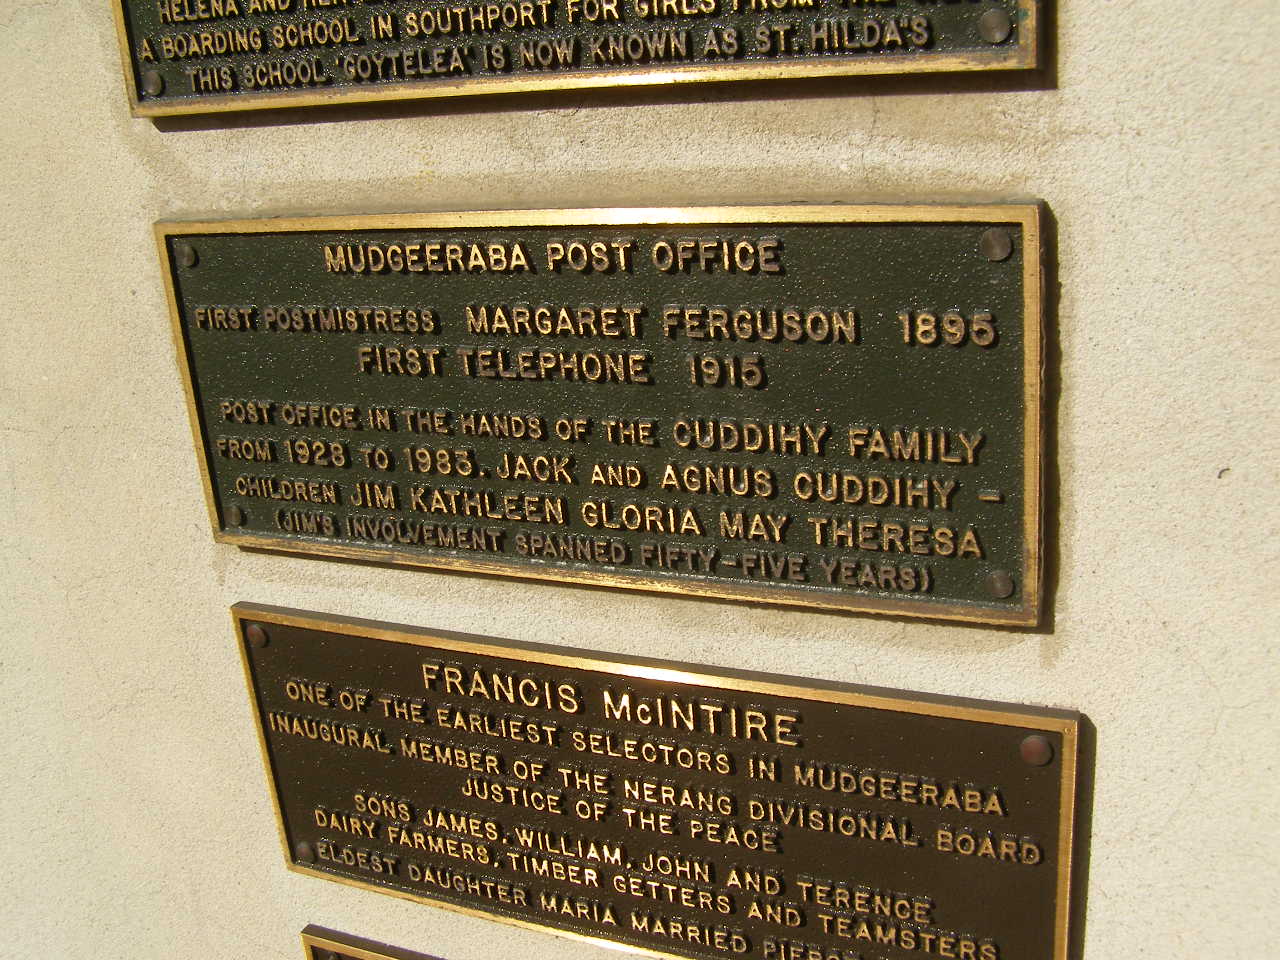 HELENA AND
A BOARDING SCHOOL IN SOUTHPORT FOR GIRLS FROM THE
THIS SCHOOL 'GOYTELEA' IS NOW KNOWN AS ST. HILDA'S
MUDGEERABA POST OFFICE
FIRST POSTMISTRESS MARGARET FERGUSON 1895
FIRST TELEPHONE 1915
POST OFFICE IN THE HANDS OF THE CUDDIHY FAMILY
FROM 1928 TO 1983. JACK AND AGNUS CUDDIHY -
CHILDREN JIM KATHLEEN GLORIA MAY THERESA
(JIM'S INVOLVEMENT SPANNED FIFTY-FIVE YEARS)
FRANCIS McINTIRE
ONE OF THE EARLIEST SELECTORS IN MUDGEERABA
INAUGURAL MEMBER OF THE NERANG DIVISIONAL BOARD
JUSTICE OF THE PEACE
SONS JAMES, WILLIAM, JOHN AND TERENCE
DAIRY FARMERS, TIMBER GETTERS AND TEAMSTERS
ELDEST DAUGHTER MARIA MARRIED